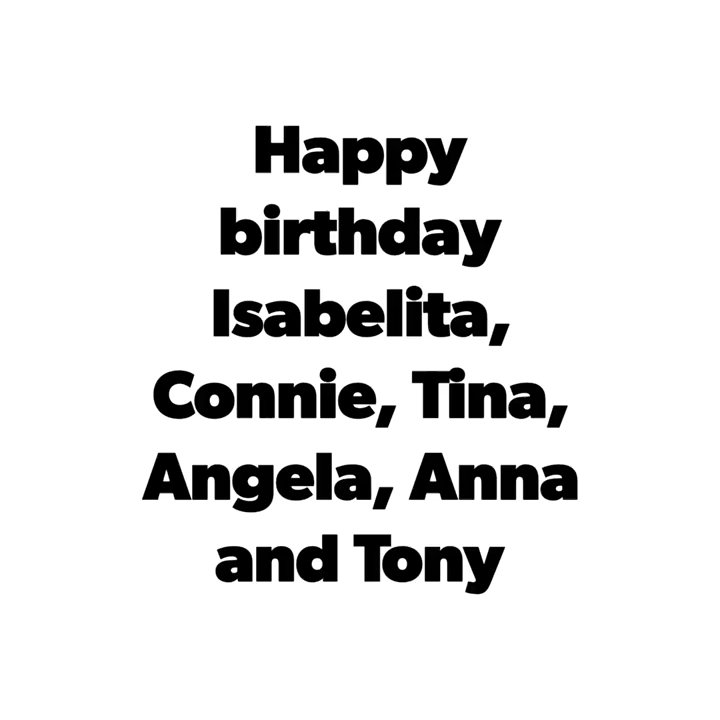 Happy
birthday
Isabelita,
Connie, Tina,
Angela, Anna
and Tony